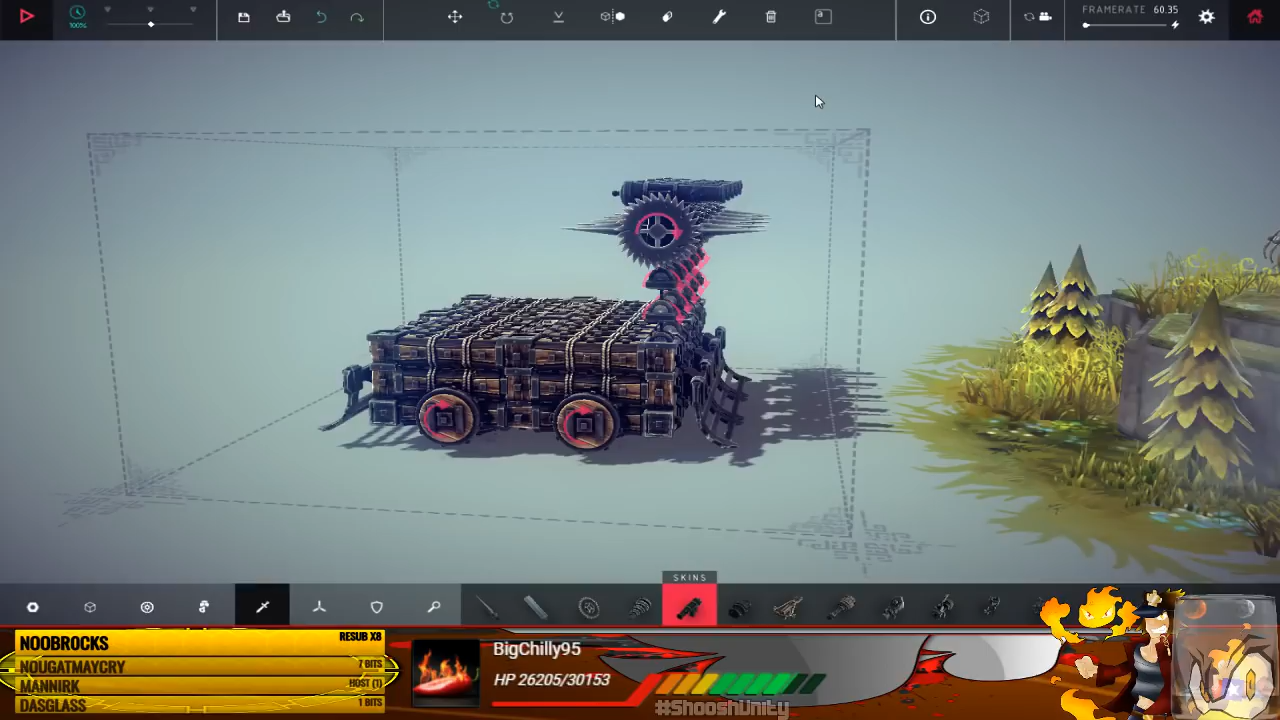 100%
FRAMERATE 60.35
SKINS
NOOBROCKS RESUB X8
NOUGATMAYCRY 7 BITS
MANNIRK HOST (1)
DASGLASS 1 BITS
BigChilly95
HP 26205/30153
#ShooshUnity